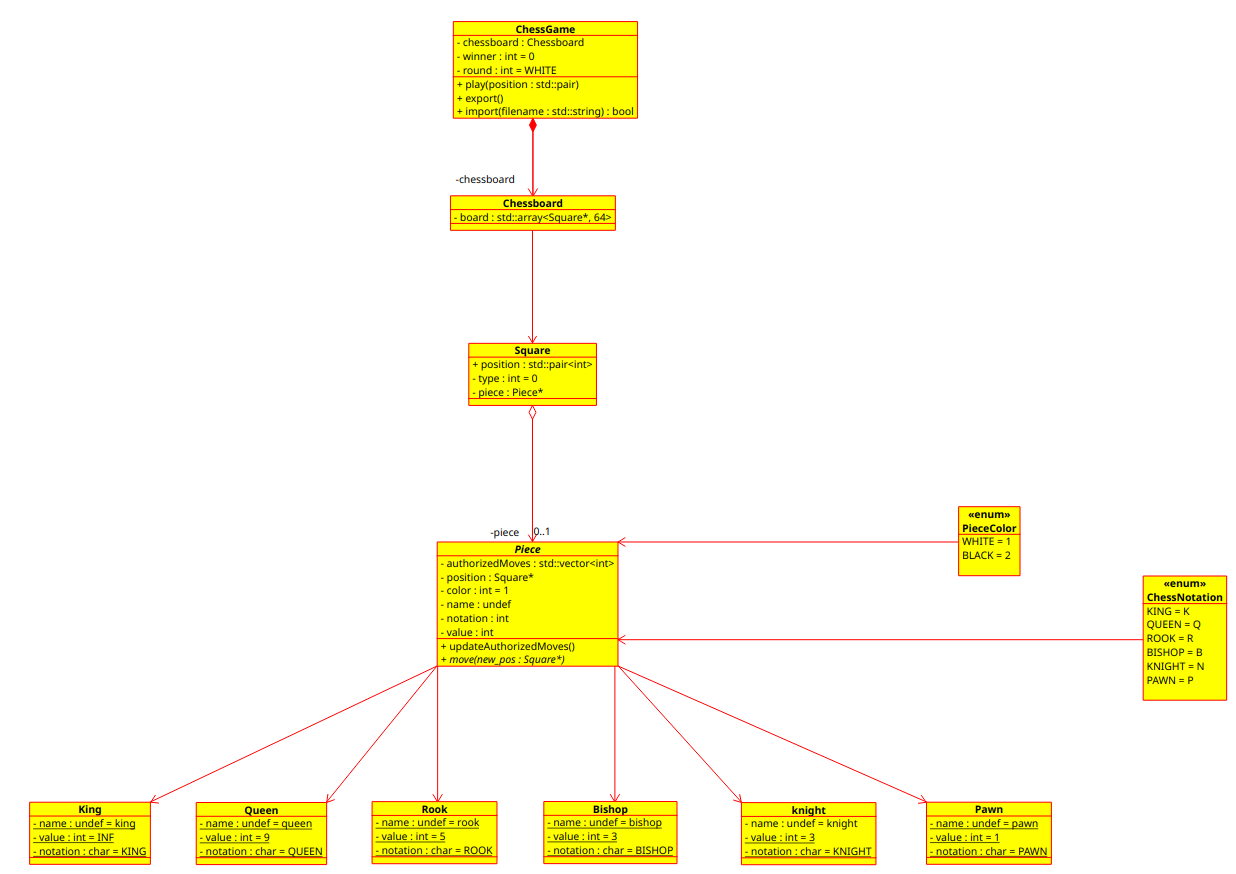 ChessGame
- chessboard : Chessboard
- winner : int = 0
- round : int = WHITE
+ play(position : std::pair)
+ export()
+ import(filename : std::string) : bool
-chessboard
Chessboard
- board : std::array<Square*, 64>
Square
+ position : std::pair<int>
- type : int = 0
- piece : Piece*
-piece
0..1
Piece
- authorizedMoves : std::vector<int>
- position : Square*
- color : int = 1
- name : undef
- notation : int
- value : int
+ updateAuthorizedMoves()
+ move(new_pos : Square*)
«enum»
PieceColor
WHITE = 1
BLACK = 2
«enum»
ChessNotation
KING = K
QUEEN = Q
ROOK = R
BISHOP = B
KNIGHT = N
PAWN = P
King
- name : undef = king
- value : int = INF
- notation : char = KING
Queen
- name : undef = queen
- value : int = 9
- notation : char = QUEEN
Rook
- name : undef = rook
- value : int = 5
- notation : char = ROOK
Bishop
- name : undef = bishop
- value : int = 3
- notation : char = BISHOP
knight
- name : undef = knight
- value : int = 3
- notation : char = KNIGHT
Pawn
- name : undef = pawn
- value : int = 1
- notation : char = PAWN